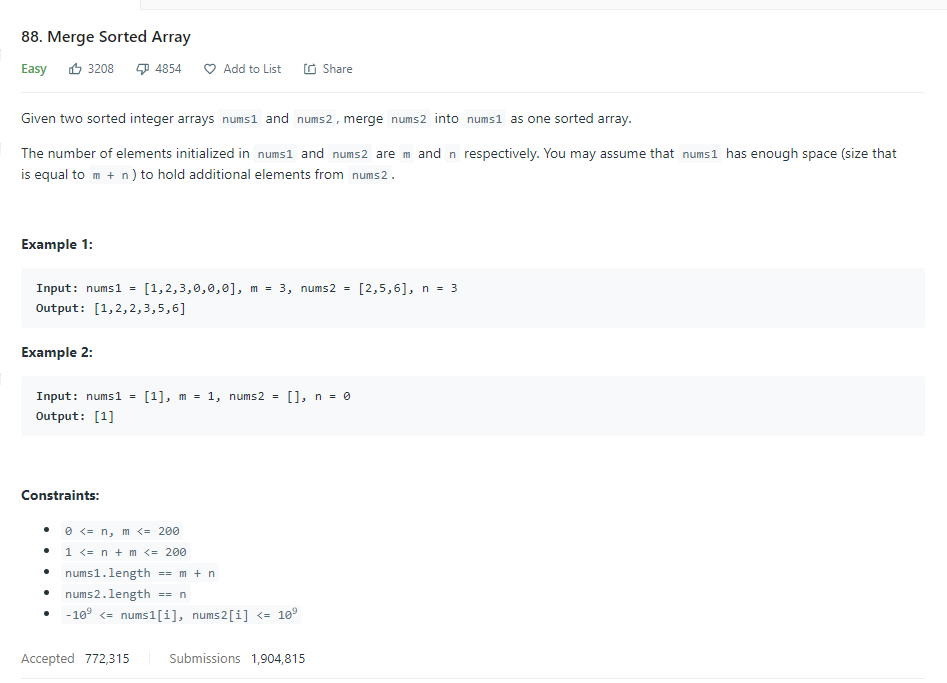 88. Merge Sorted Array
Easy 3208 4854 Add to List Share
Given two sorted integer arrays nums1 and nums2, merge nums2 into nums1 as one sorted array.
The number of elements initialized in nums1 and nums2 are m and n respectively. You may assume that nums1 has enough space (size that
is equal to m + n) to hold additional elements from nums2.
Example 1:
Input: nums1 = [1,2,3,0,0,0], m = 3, nums2 = [2,5,6], n = 3
Output: [1,2,2,3,5,6]
Example 2:
Input: nums1 = [1], m = 1, nums2 = [], n = 0
Output: [1]
Constraints:
• 0 <= n, m <= 200
• 1 <= n + m <= 200
• nums1.length == m + n
• nums2.length == n
• -10⁹ <= nums1[i], nums2[i] <= 10⁹
Accepted 772,315 Submissions 1,904,815